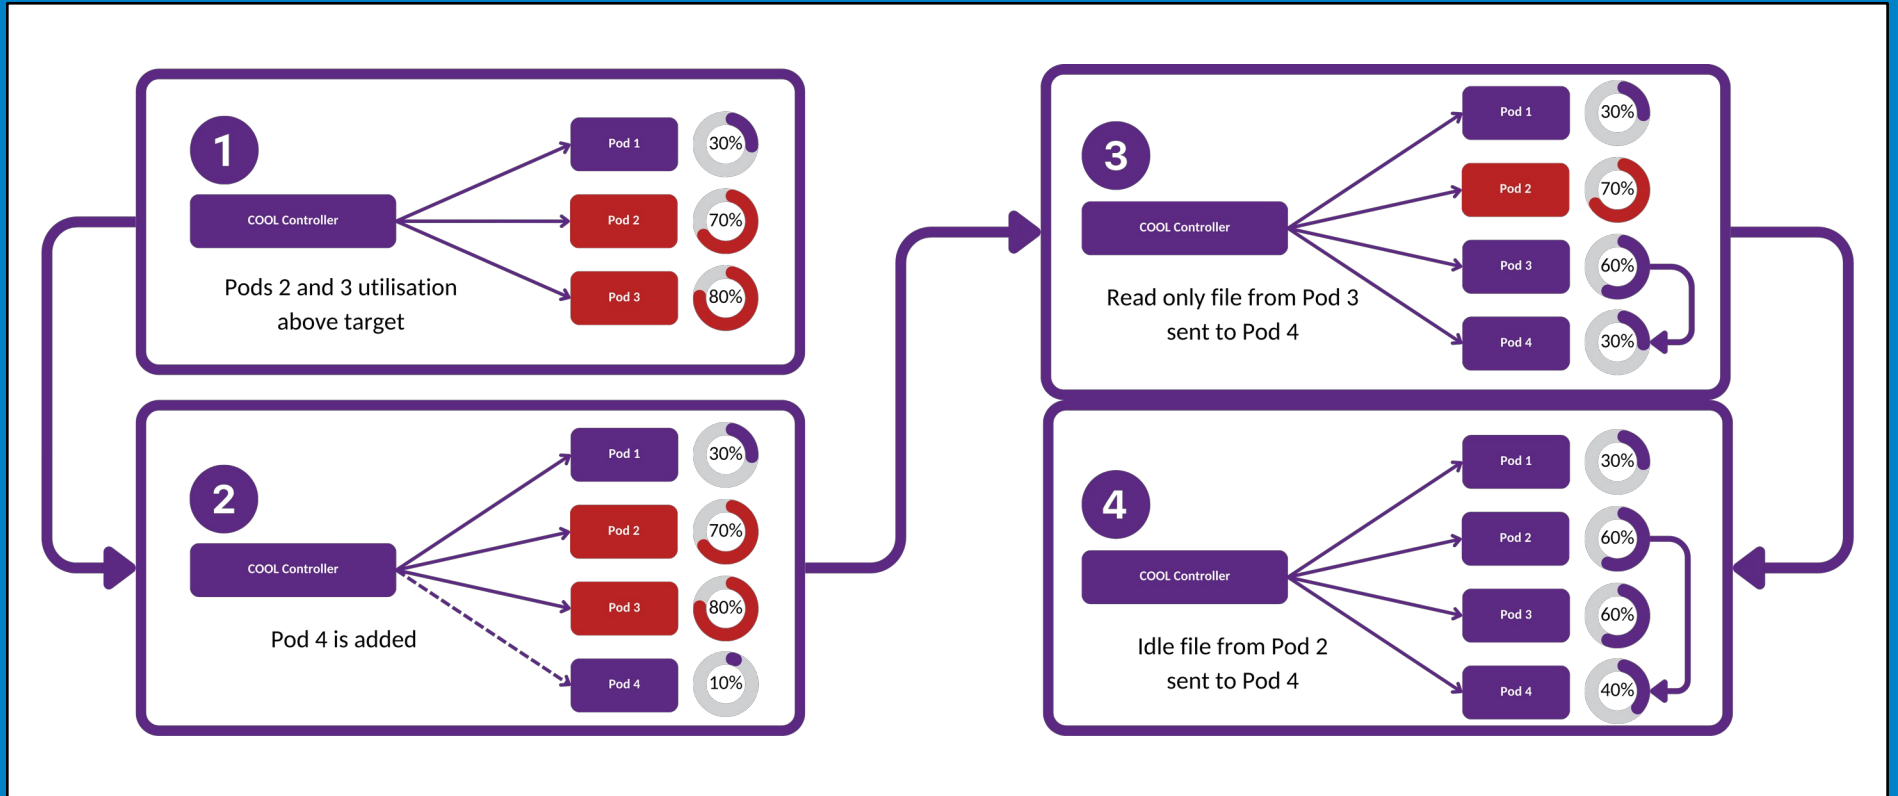 1
COOL Controller
Pods 2 and 3 utilisation
above target
Pod 1
30%
Pod 2
70%
Pod 3
80%
2
COOL Controller
Pod 4 is added
Pod 1
30%
Pod 2
70%
Pod 3
80%
Pod 4
10%
3
COOL Controller
Read only file from Pod 3
sent to Pod 4
Pod 1
30%
Pod 2
70%
Pod 3
60%
Pod 4
30%
4
COOL Controller
Idle file from Pod 2
sent to Pod 4
Pod 1
30%
Pod 2
60%
Pod 3
60%
Pod 4
40%